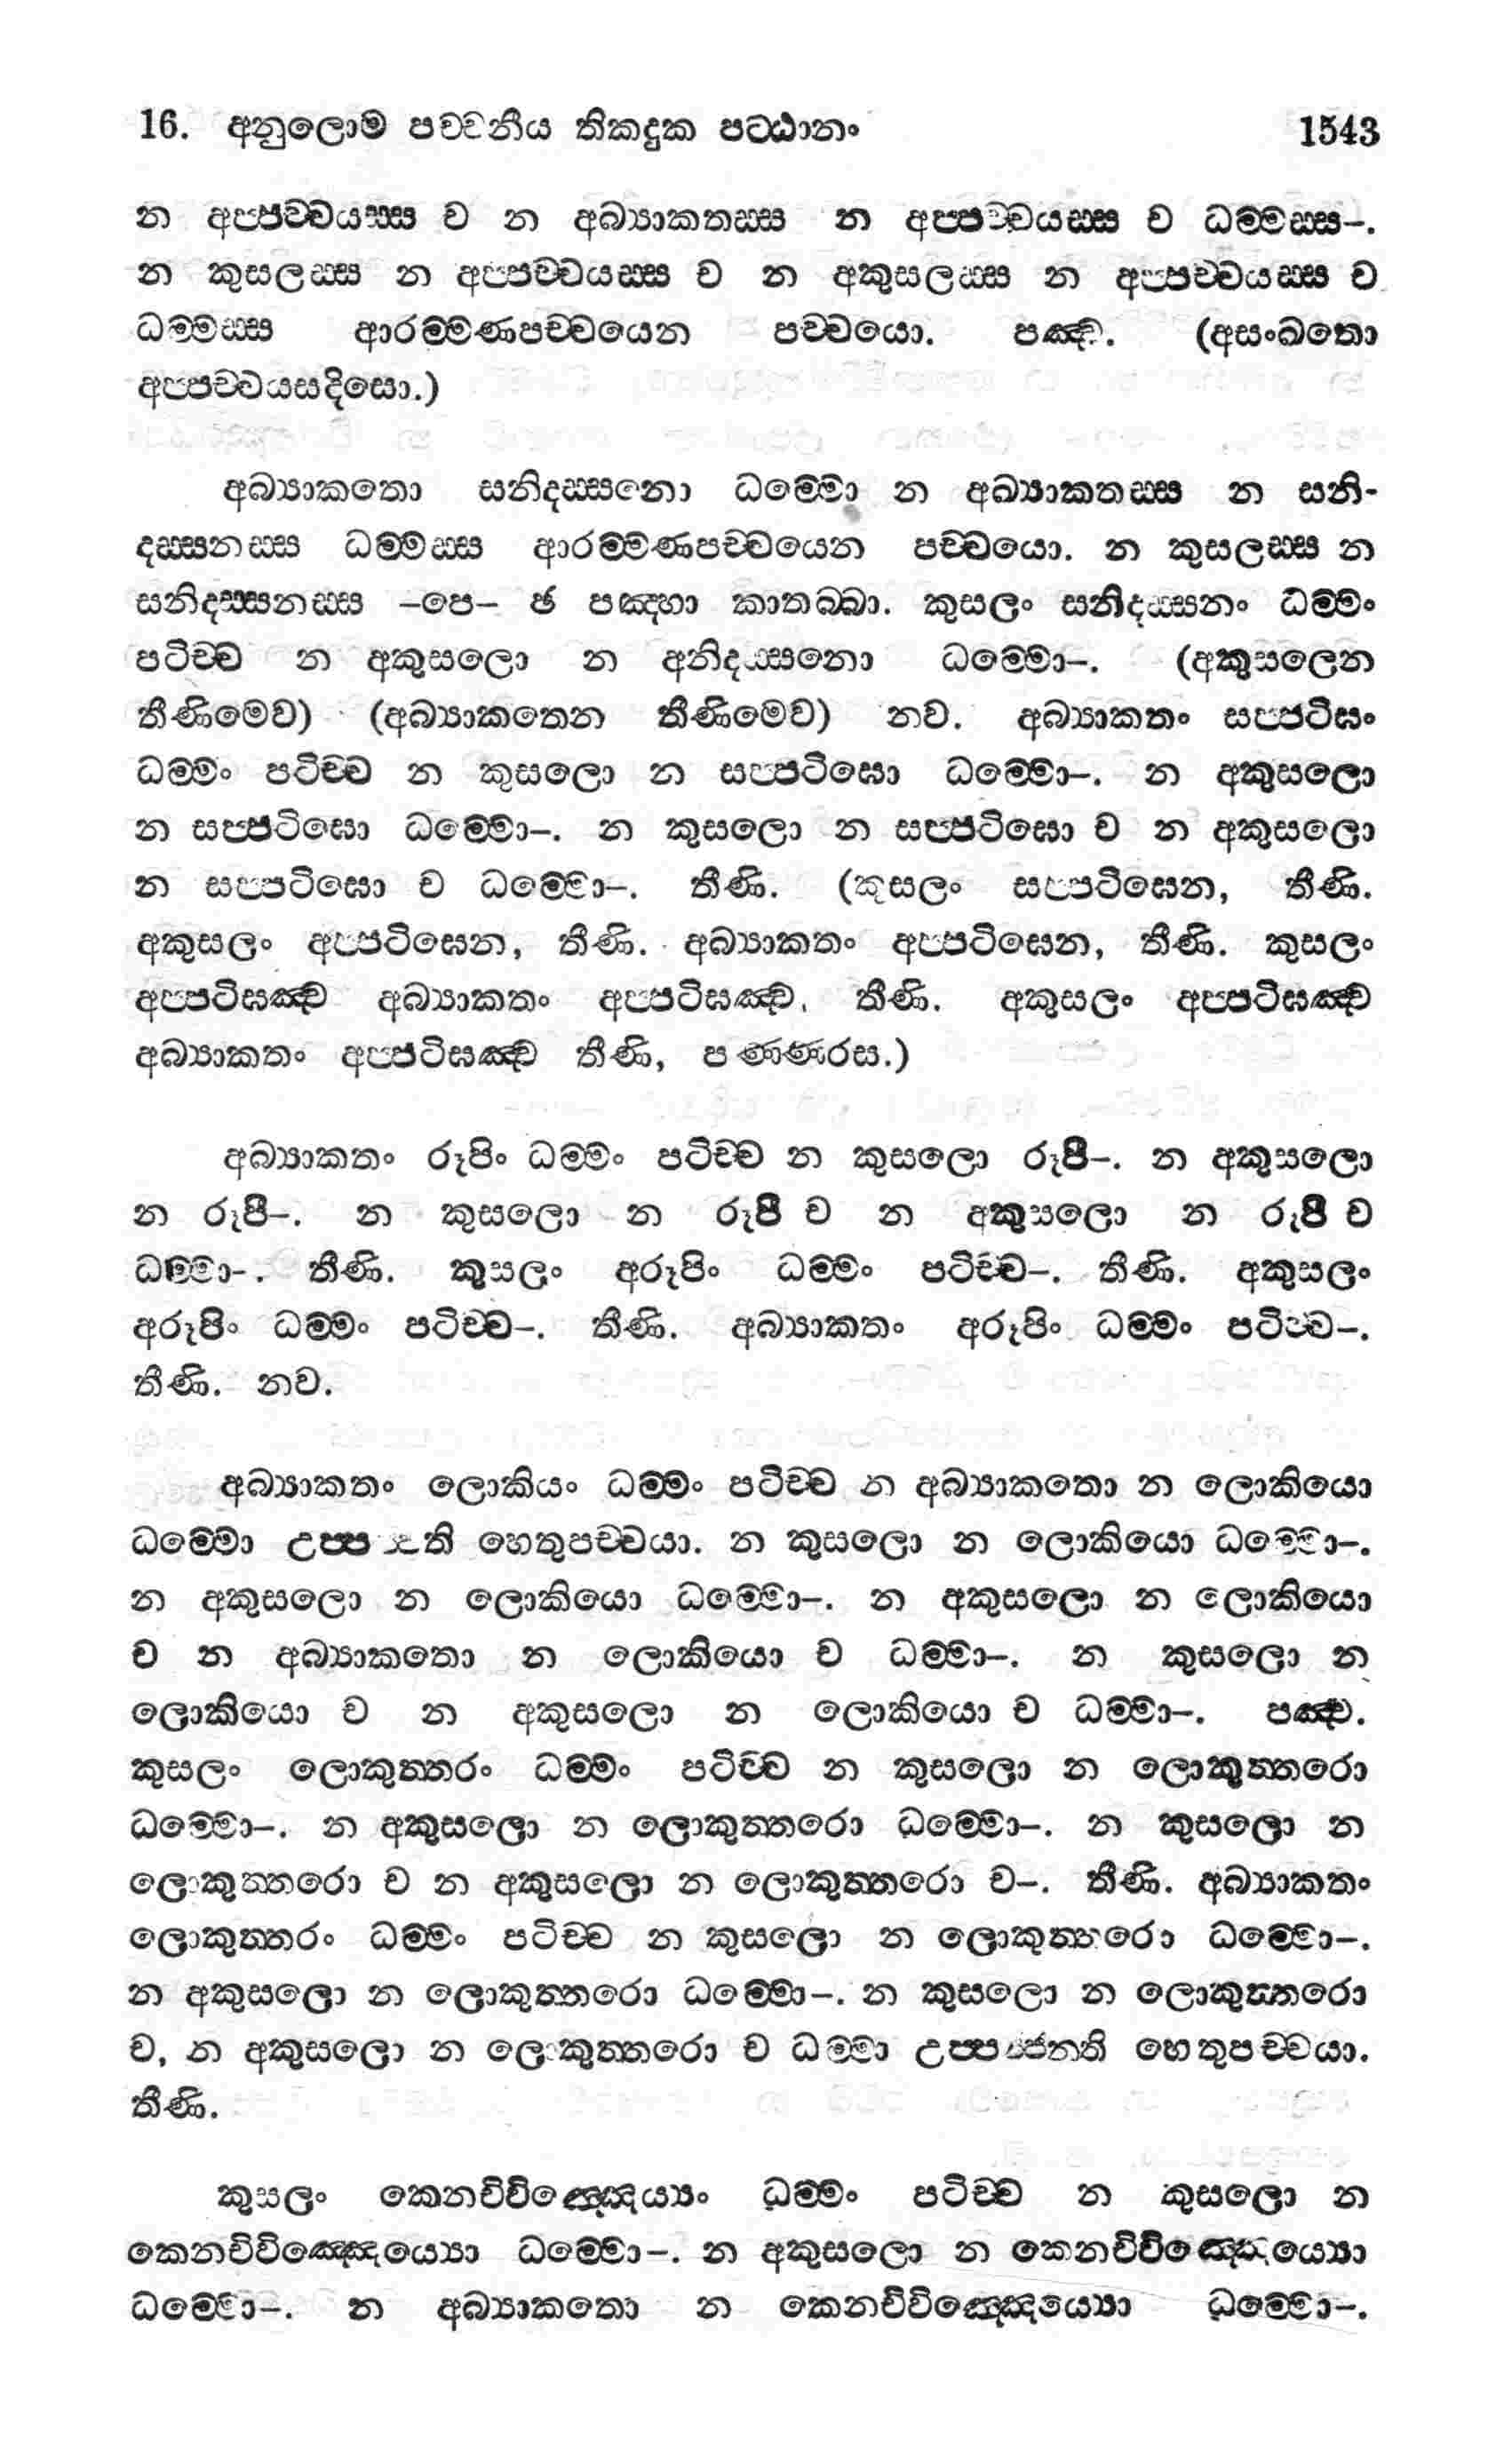 16. අනුලොම පච්චනීය තිකදුක පට්ඨානං 1543
න අප්පච්චයස්ස ච න අබ්‍යාකතස්ස න අප්පච්චයස්ස ච ධම්මස්ස–.
න කුසලස්ස න අප්පච්චයස්ස ච න අකුසලස්ස න අප්පච්චයස්ස ච
ධම්මස්ස ආරම්මණපච්චයෙන පච්චයො. පඤ්ච. (අසංඛතො
අප්පච්චයසදිසො.)
අබ්‍යාකතො සනිදස්සනො ධම්මො න අඛ්‍යාකතස්ස න සනි-
දස්සනස්ස ධම්මස්ස ආරම්මණපච්චයෙන පච්චයො. න කුසලස්ස න
සනිදස්සනස්ස –පෙ– ඡ පඤ්හා කාතබ්බා. කුසලං සනිදස්සනං ධම්මං
පටිච්ච න අකුසලො න අනිදස්සනො ධම්මො–. (අකුසලෙන
තීණිමෙව) (අබ්‍යාකතෙන තීණිමෙව) නව. අබ්‍යාකතං සප්පටිඝං
ධම්මං පටිච්ච න කුසලො න සප්පටිඝො ධම්මො–. න අකුසලො
න සප්පටිඝො ධම්මො–. න කුසලො න සප්පටිඝො ච න අකුසලො
න සප්පටිඝො ච ධම්මො–. තීණි. (කුසලං සප්පටිඝෙන, තීණි.
අකුසලං අප්පටිඝෙන, තීණි. අබ්‍යාකතං අප්පටිඝෙන, තීණි. කුසලං
අප්පටිඝඤ්ච අබ්‍යාකතං අප්පටිඝඤ්ච, තීණි. අකුසලං අප්පටිඝඤ්ච
අබ්‍යාකතං අප්පටිඝඤ්ච තීණි, පණ්ණරස.)
අබ්‍යාකතං රූපිං ධම්මං පටිච්ච න කුසලො රූපී–. න අකුසලො
න රූපී–. න කුසලො න රූපී ච න අකුසලො න රූපී ච
ධම්මා–. තීණි. කුසලං අරූපිං ධම්මං පටිච්ච–. තීණි. අකුසලං
අරූපිං ධම්මං පටිච්ච–. තීණි. අබ්‍යාකතං අරූපිං ධම්මං පටිච්ච–.
තීණි. නව.
අබ්‍යාකතං ලොකියං ධම්මං පටිච්ච න අබ්‍යාකතො න ලොකියො
ධම්මො උප්පජ්ජති හෙතුපච්චයා. න කුසලො න ලොකියො ධම්මො–.
න අකුසලො න ලොකියො ධම්මො–. න අකුසලො න ලොකියො
ච න අබ්‍යාකතො න ලොකියො ච ධම්මා–. න කුසලො න
ලොකියො ච න අකුසලො න ලොකියො ච ධම්මා–. පඤ්ච.
කුසලං ලොකුත්තරං ධම්මං පටිච්ච න කුසලො න ලොකුත්තරො
ධම්මො–. න අකුසලො න ලොකුත්තරො ධම්මො–. න කුසලො න
ලොකුත්තරො ච න අකුසලො න ලොකුත්තරො ච–. තීණි. අබ්‍යාකතං
ලොකුත්තරං ධම්මං පටිච්ච න කුසලො න ලොකුත්තරො ධම්මො–.
න අකුසලො න ලොකුත්තරො ධම්මො–. න කුසලො න ලොකුත්තරො
ච, න අකුසලො න ලොකුත්තරො ච ධම්මා උප්පජ්ජන්ති හෙතුපච්චයා.
තීණි.
කුසලං කෙනචිවිඤ්ඤෙය්‍යං ධම්මං පටිච්ච න කුසලො න
කෙනචිවිඤ්ඤෙය්‍යො ධම්මො–. න අකුසලො න කෙනචිවිඤ්ඤෙය්‍යො
ධම්මො–. න අබ්‍යාකතො න කෙනචිවිඤ්ඤෙය්‍යො ධම්මො–.